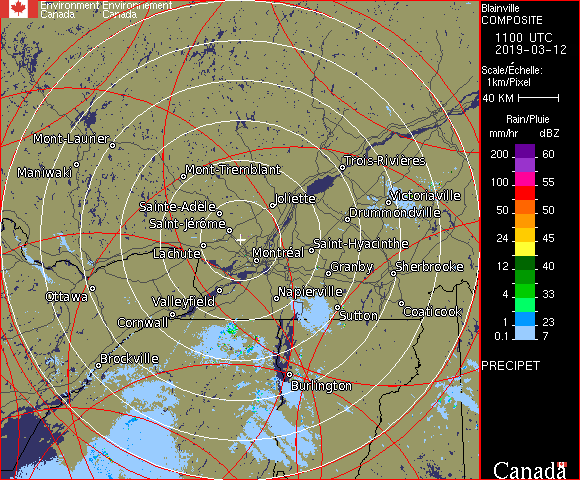 Environment Environnement
Canada Canada
Blainville
COMPOSITE
1100 UTC
2019-03-12
Scale/Échelle:
1km/Pixel
40 KM
Rain/Pluie
mm/hr dBZ
200 60
100 55
50 50
24 45
12 40
4 33
1 23
0.1 7
PRECIPET
Mont-Laurier
Maniwaki
Mont-Tremblant
Trois-Rivières
Joliette
Victoriaville
Sainte-Adèle
Drummondville
Saint-Jérôme
Lachute
Montréal
Saint-Hyacinthe
Granby
Sherbrooke
Ottawa
Valleyfield
Napierville
Cornwall
Sutton
Coaticook
Brockville
Burlington
Canada